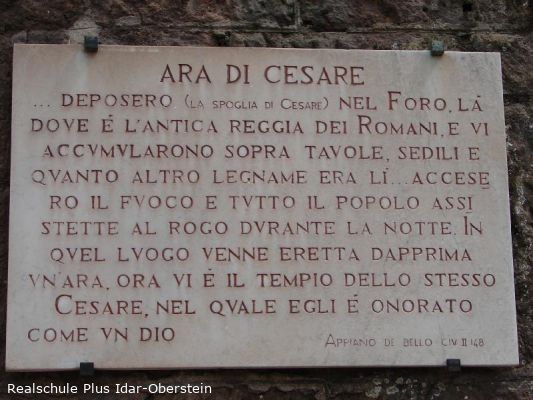 ARA DI CESARE
... DEPOSERO (LA SPOGLIA DI CESARE) NEL FORO, LÁ
DOVE É L'ANTICA REGGIA DEI ROMANI, E VI
ACCVMVLARONO SOPRA TAVOLE, SEDILI E
QVANTO ALTRO LEGNAME ERA LÍ... ACCESE
RO IL FVOCO E TVTTO IL POPOLO ASSI
STETTE AL ROGO DVRANTE LA NOTTE. IN
QVEL LVOGO VENNE ERETTA DAPPRIMA
VN'ARA, ORA VI É IL TEMPIO DELLO STESSO
CESARE, NEL QVALE EGLI É ONORATO
COME VN DIO
APPIANO DE BELLO CIV II 148
Realschule Plus Idar-Oberstein